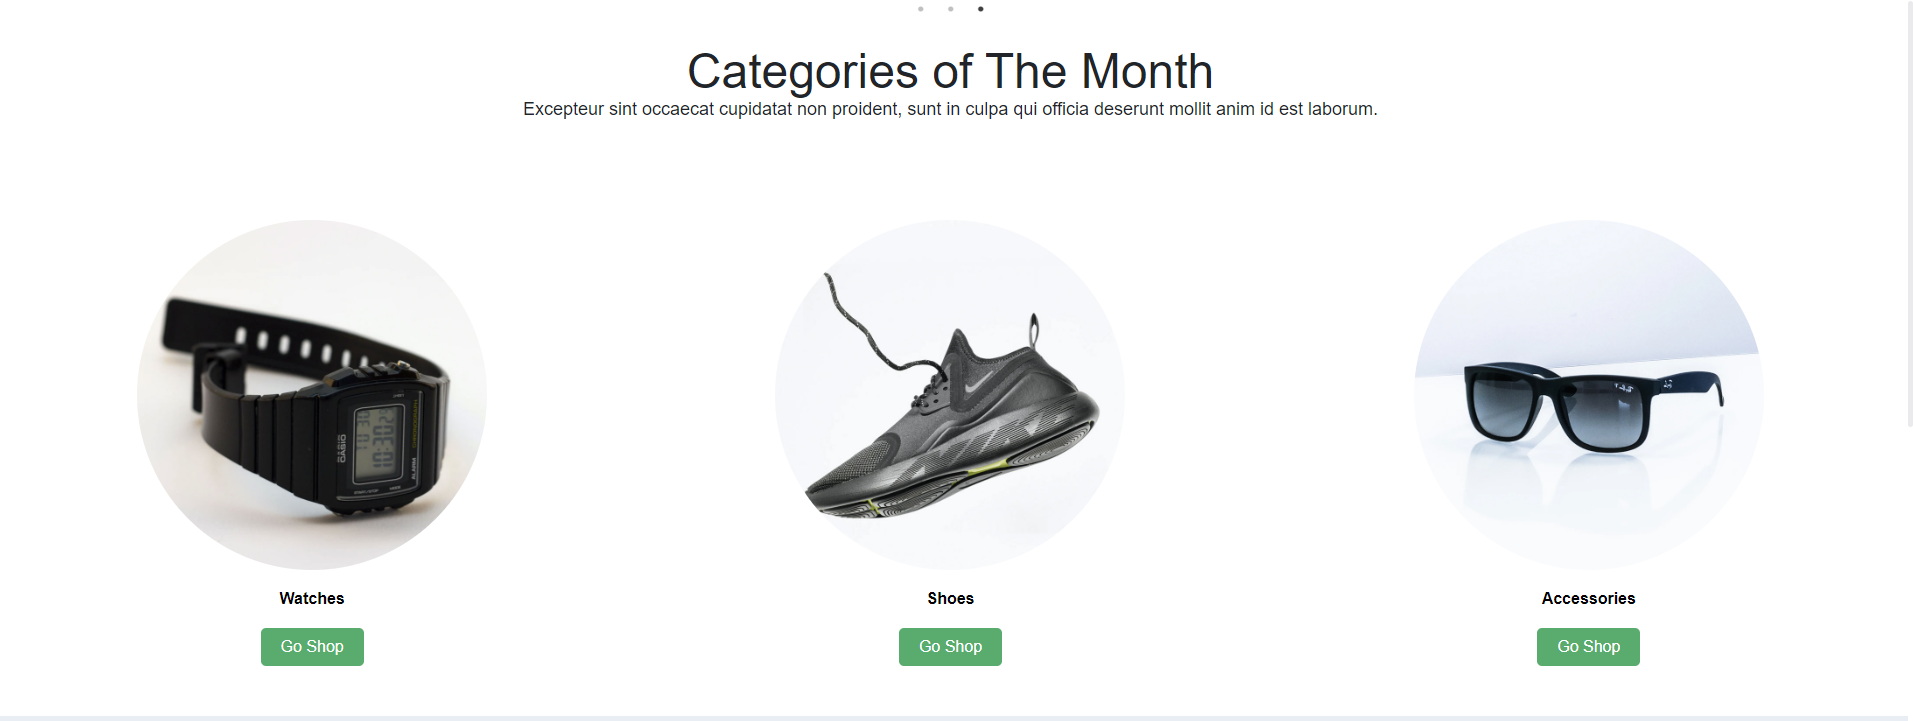 Categories of The Month
Excepteur sint occaecat cupidatat non proident, sunt in culpa qui officia deserunt mollit anim id est laborum.
CASIO
ALARM
Watches
Shoes
Accessories
Go Shop
Go Shop
Go Shop